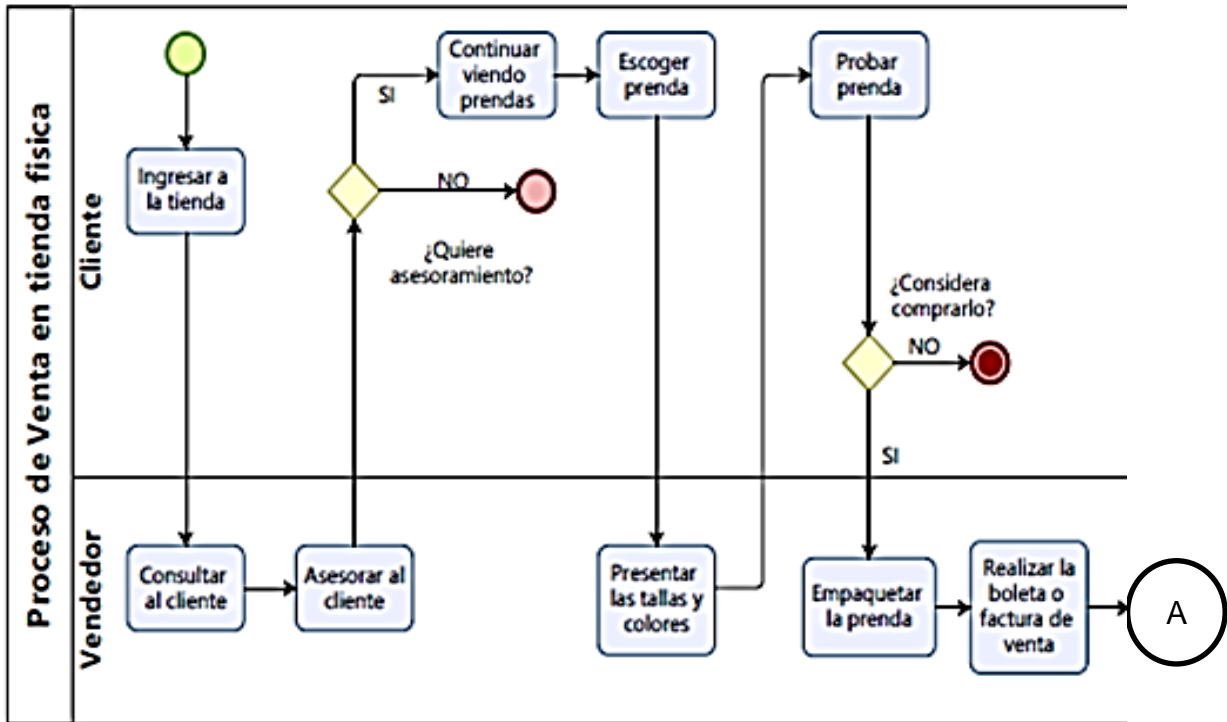 Proceso de Venta en tienda física
Cliente
Vendedor
Ingresar a
la tienda
Consultar
al cliente
Asesorar al
cliente
¿Quiere
asesoramiento?
SI
NO
Continuar
viendo
prendas
Escoger
prenda
Presentar
las tallas y
colores
Probar
prenda
¿Considera
comprarlo?
NO
SI
Empaquetar
la prenda
Realizar la
boleta o
factura de
venta
A